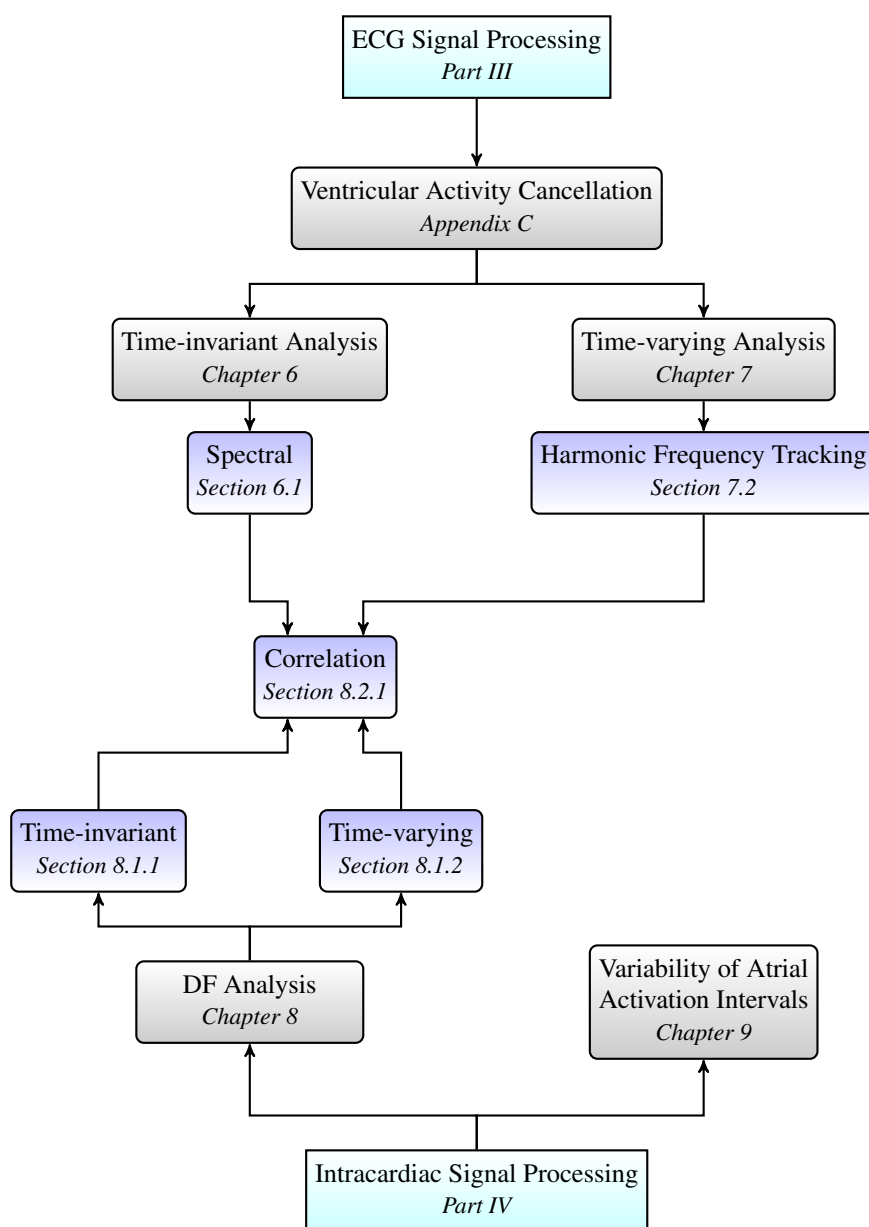 ECG Signal Processing
Part III
Ventricular Activity Cancellation
Appendix C
Time-invariant Analysis
Chapter 6
Time-varying Analysis
Chapter 7
Spectral
Section 6.1
Harmonic Frequency Tracking
Section 7.2
Correlation
Section 8.2.1
Time-invariant
Section 8.1.1
Time-varying
Section 8.1.2
DF Analysis
Chapter 8
Variability of Atrial
Activation Intervals
Chapter 9
Intracardiac Signal Processing
Part IV